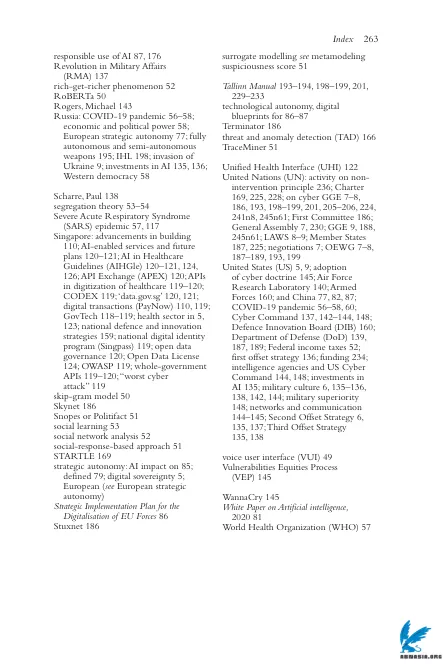 Index 263
responsible use of AI 87, 176
Revolution in Military Affairs
(RMA) 137
rich-get-richer phenomenon 52
RoBERTa 50
Rogers, Michael 143
Russia: COVID-19 pandemic 56–58;
economic and political power 58;
European strategic autonomy 77; fully
autonomous and semi-autonomous
weapons 195; IHL 198; invasion of
Ukraine 9; investments in AI 135, 136;
Western democracy 58
Scharre, Paul 138
segregation theory 53–54
Severe Acute Respiratory Syndrome
(SARS) epidemic 57, 117
Singapore: advancements in building
110; AI-enabled services and future
plans 120–121; AI in Healthcare
Guidelines (AIHGle) 120–121, 124,
126; API Exchange (APEX) 120; APIs
in digitization of healthcare 119–120;
CODEX 119; 'data.gov.sg' 120, 121;
digital transactions (PayNow) 110, 119;
GovTech 118–119; health sector in 5,
123; national defence and innovation
strategies 159; national digital identity
program (Singpass) 119; open data
governance 120; Open Data License
124; OWASP 119; whole-government
APIs 119–120; "worst cyber
attack" 119
skip-gram model 50
Skynet 186
Snopes or Politifact 51
social learning 53
social network analysis 52
social-response-based approach 51
STARTLE 169
strategic autonomy: AI impact on 85;
defined 79; digital sovereignty 5;
European (see European strategic
autonomy)
Strategic Implementation Plan for the
Digitalisation of EU Forces 86
Stuxnet 186
surrogate modelling see metamodeling
suspiciousness score 51
Tallinn Manual 193–194, 198–199, 201,
229–233
technological autonomy, digital
blueprints for 86–87
Terminator 186
threat and anomaly detection (TAD) 166
TraceMiner 51
Unified Health Interface (UHI) 122
United Nations (UN): activity on non-
intervention principle 236; Charter
169, 225, 228; on cyber GGE 7–8,
186, 193, 198–199, 201, 205–206, 224,
241n8, 245n61; First Committee 186;
General Assembly 7, 230; GGE 9, 188,
245n61; LAWS 8–9; Member States
187, 225; negotiations 7; OEWG 7–8,
187–189, 193, 199
United States (US) 5, 9; adoption
of cyber doctrine 145; Air Force
Research Laboratory 140; Armed
Forces 160; and China 77, 82, 87;
COVID-19 pandemic 56–58, 60;
Cyber Command 137, 142–144, 148;
Defence Innovation Board (DIB) 160;
Department of Defense (DoD) 139,
187, 189; Federal income taxes 52;
first offset strategy 136; funding 234;
intelligence agencies and US Cyber
Command 144, 148; investments in
AI 135; military culture 6, 135–136,
138, 142, 144; military superiority
148; networks and communication
144–145; Second Offset Strategy 6,
135, 137; Third Offset Strategy
135, 138
voice user interface (VUI) 49
Vulnerabilities Equities Process
(VEP) 145
WannaCry 145
White Paper on Artificial intelligence,
2020 81
World Health Organization (WHO) 57